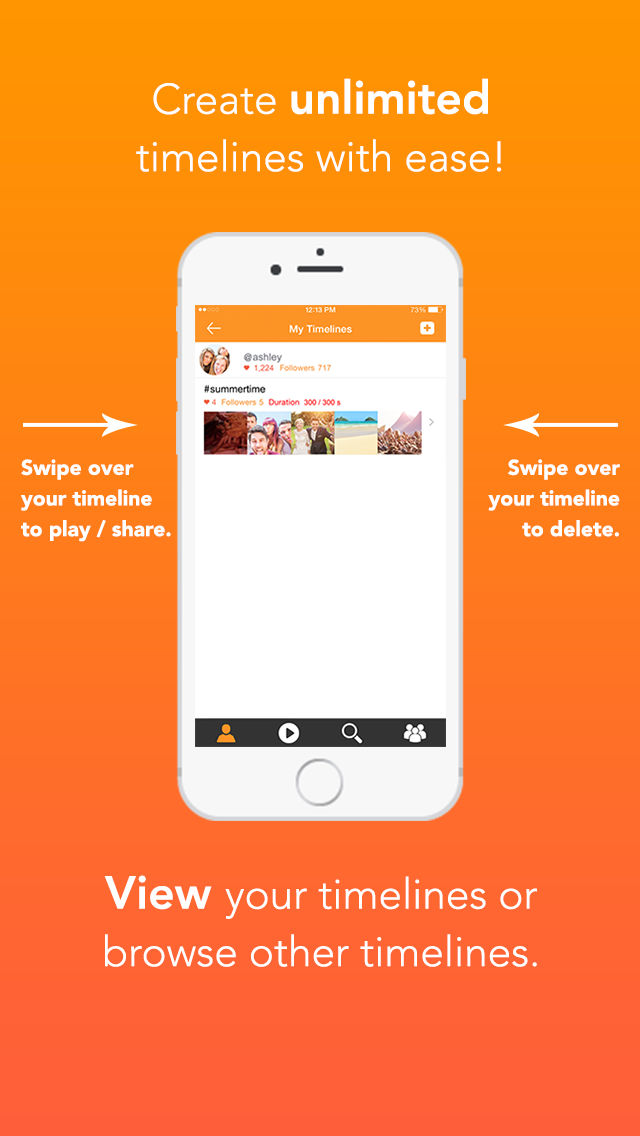 Create unlimited
timelines with ease!
12:13 PM
73%
My Timelines
@ashley
1,224 Followers 717
#summertime
4 Followers 5 Duration 300 / 300 s
Swipe over
your timeline
to play / share.
Swipe over
your timeline
to delete.
View your timelines or
browse other timelines.